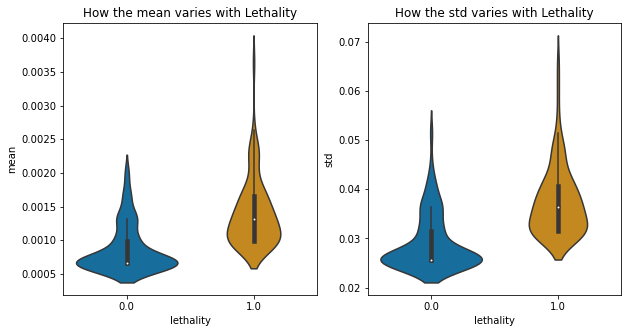 How the mean varies with Lethality
mean
0.0040
0.0035
0.0030
0.0025
0.0020
0.0015
0.0010
0.0005
0.0 1.0
lethality
How the std varies with Lethality
std
0.07
0.06
0.05
0.04
0.03
0.02
0.0 1.0
lethality